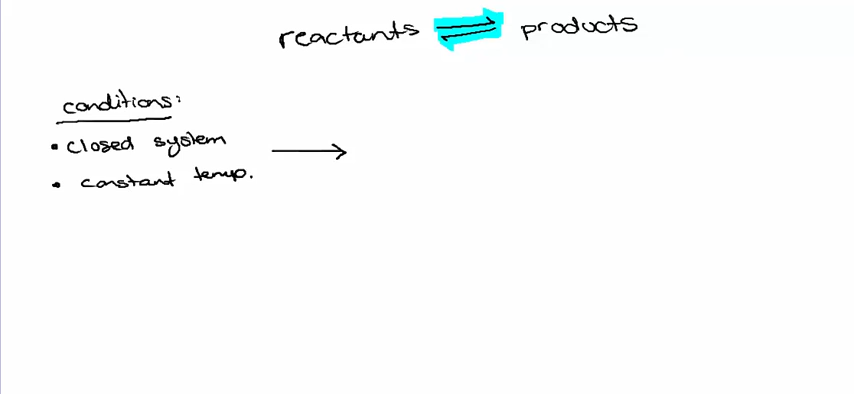 reactants ⇌ products
conditions:
• closed system →
• constant temp.